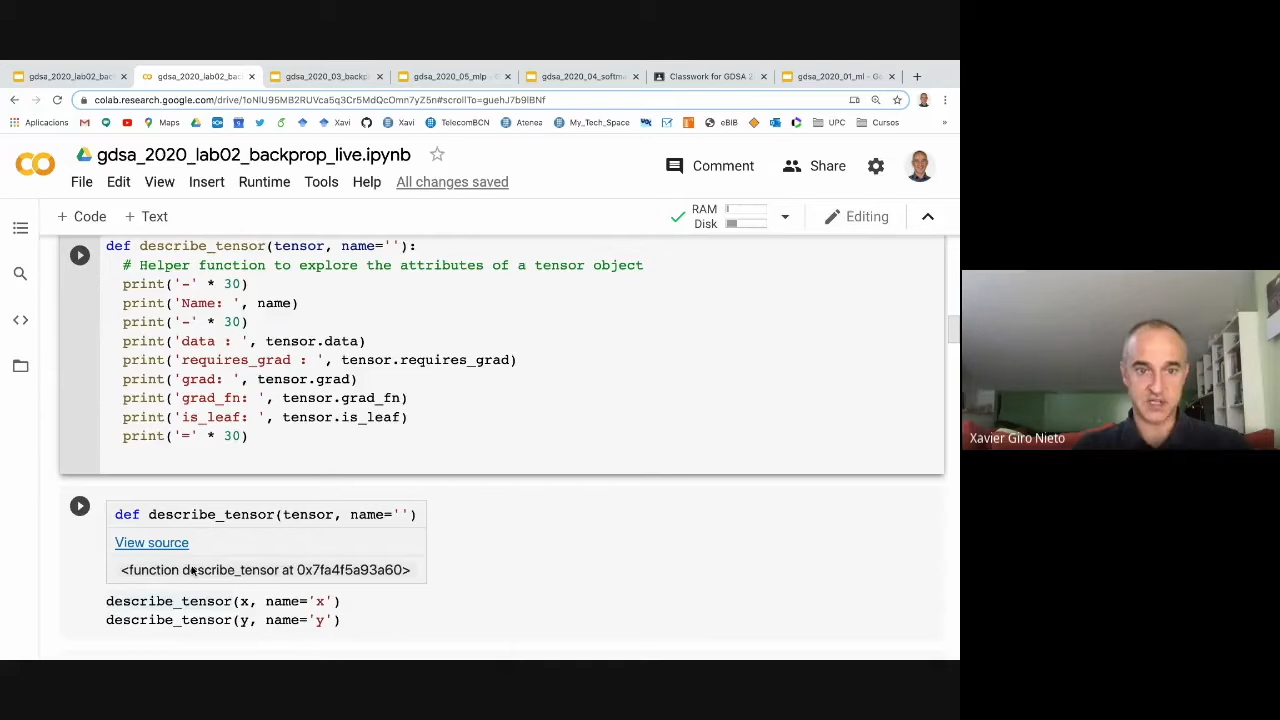 gdsa_2020_lab02_bac
gdsa_2020_lab02_bac
gdsa_2020_03_backp
gdsa_2020_05_mlp - G
gdsa_2020_04_softm
Classwork for GDSA 2
gdsa_2020_01_ml - Go
colab.research.google.com/drive/1oNlU95MB2RUVca5q3Cr5MdQcOmn7yZ5n#scrollTo=guehJ7b9lBNf
Aplicacions
Maps
Xavi
Xavi
TelecomBCN
Atenea
My_Tech_Space
eBIB
UPC
Cursos
»
CO
gdsa_2020_lab02_backprop_live.ipynb
Comment
Share
File Edit View Insert Runtime Tools Help All changes saved
+ Code + Text
RAM
Disk
Editing
def describe_tensor(tensor, name=''):
# Helper function to explore the attributes of a tensor object
print('-' * 30)
print('Name: ', name)
print('-' * 30)
print('data : ', tensor.data)
print('requires_grad : ', tensor.requires_grad)
print('grad: ', tensor.grad)
print('grad_fn: ', tensor.grad_fn)
print('is_leaf: ', tensor.is_leaf)
print('=' * 30)
def describe_tensor(tensor, name='')
View source
<function describe_tensor at 0x7fa4f5a93a60>
describe_tensor(x, name='x')
describe_tensor(y, name='y')
Xavier Giro Nieto